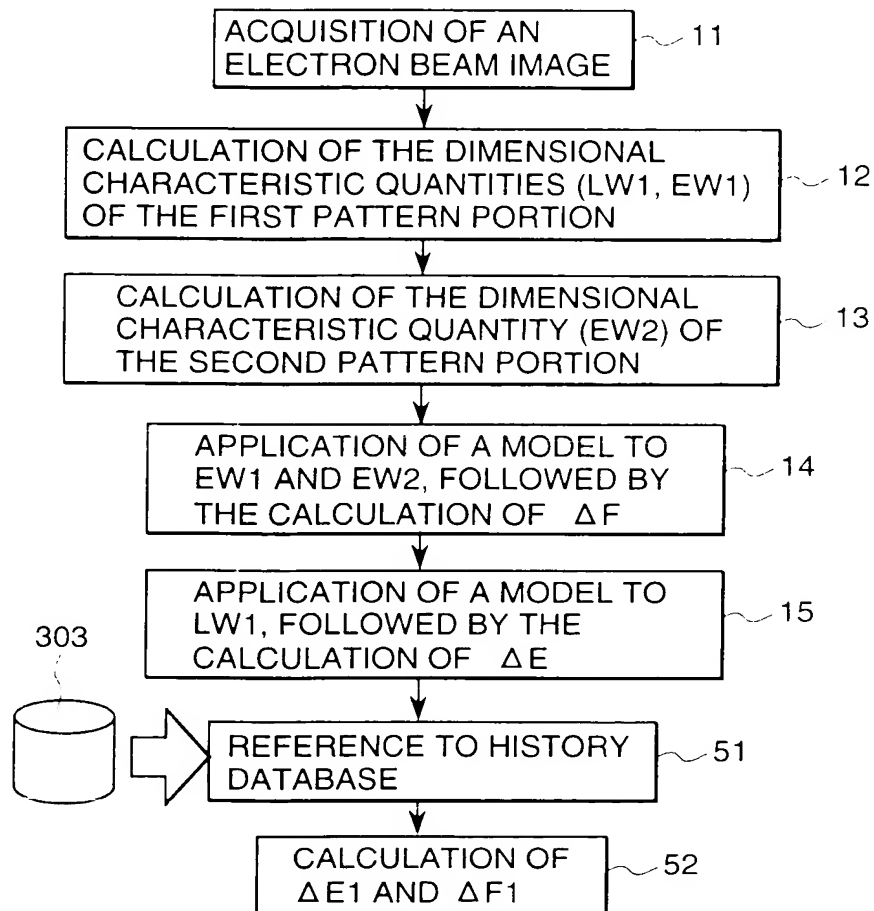 ACQUISITION OF AN
ELECTRON BEAM IMAGE
11
CALCULATION OF THE DIMENSIONAL
CHARACTERISTIC QUANTITIES (LW1, EW1)
OF THE FIRST PATTERN PORTION
12
CALCULATION OF THE DIMENSIONAL
CHARACTERISTIC QUANTITY (EW2) OF
THE SECOND PATTERN PORTION
13
APPLICATION OF A MODEL TO
EW1 AND EW2, FOLLOWED BY
THE CALCULATION OF ΔF
14
APPLICATION OF A MODEL TO
LW1, FOLLOWED BY THE
CALCULATION OF ΔE
15
303
REFERENCE TO HISTORY
DATABASE
51
CALCULATION OF
ΔE1 AND ΔF1
52